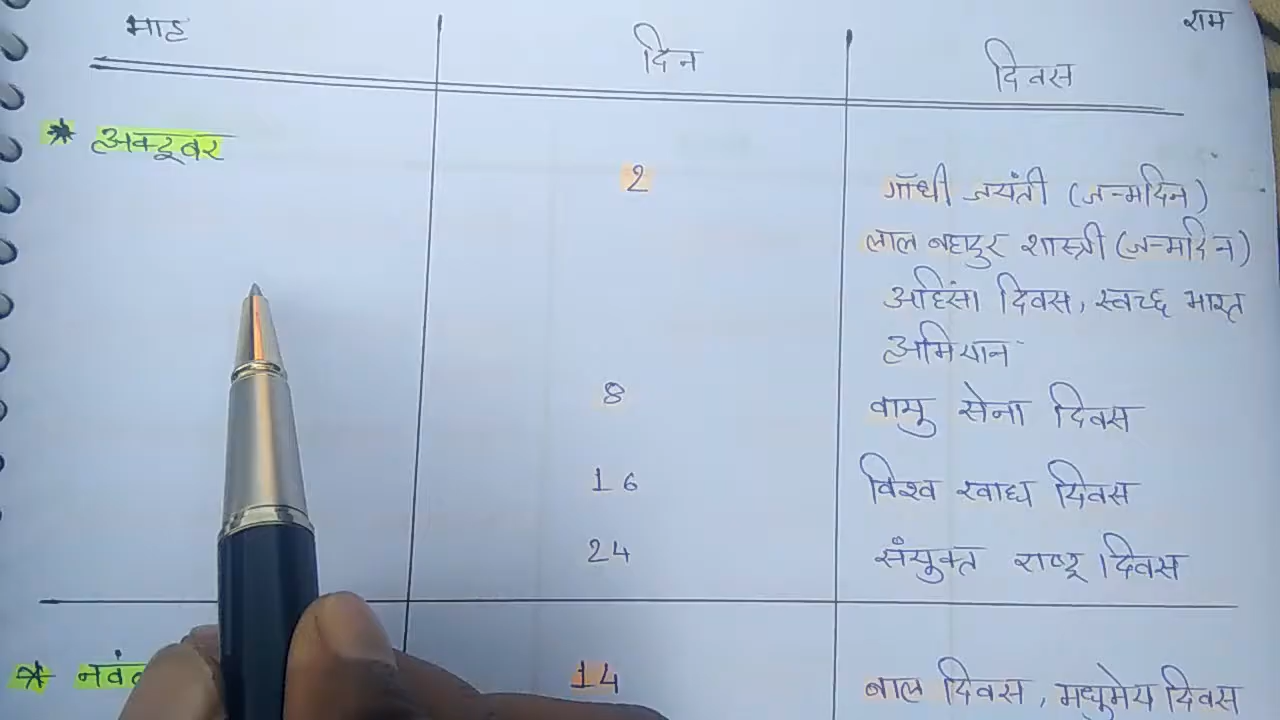 राम
माह दिन दिवस
* अक्टूबर
2 गाँधी जयंती (जन्मदिन)
लाल बहादुर शास्त्री (जन्मदिन)
अहिंसा दिवस, स्वच्छ भारत
अभियान
8 वायु सेना दिवस
16 विश्व खाद्य दिवस
24 संयुक्त राष्ट्र दिवस
* 14 बाल दिवस, मधुमेय दिवस